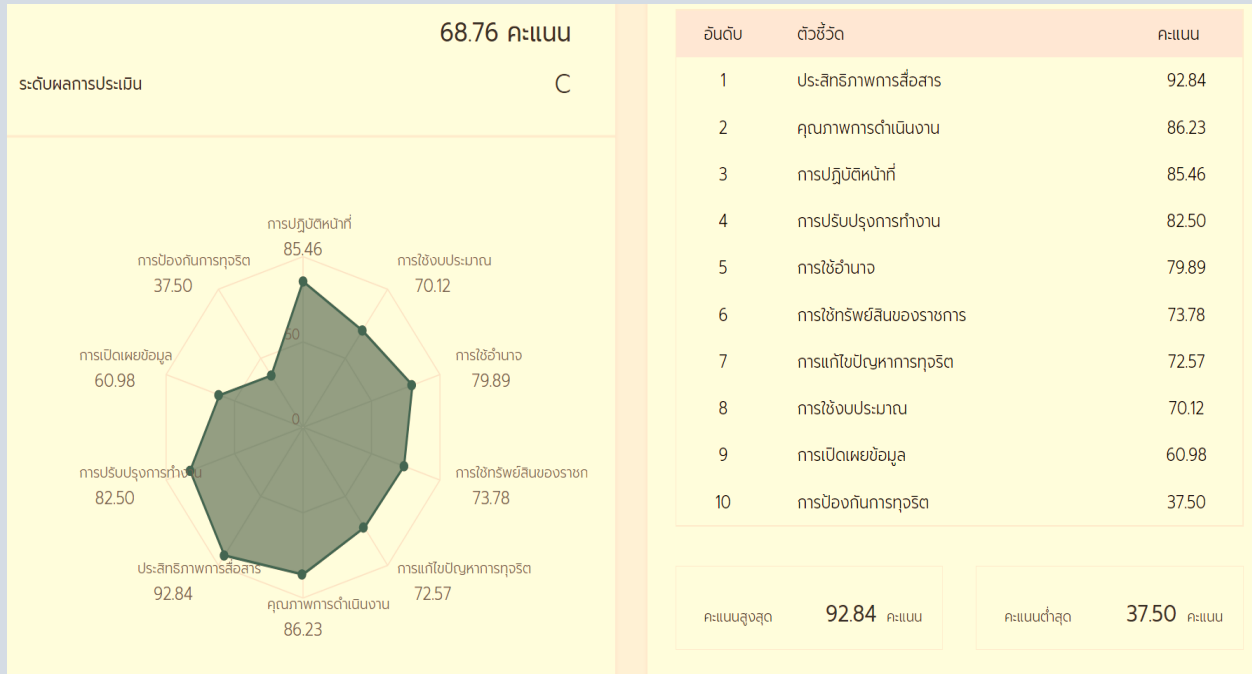 68.76 คะแนน
ระดับผลการประเมิน C
การปฏิบัติหน้าที่
85.46
การป้องกันการทุจริต
37.50
การใช้งบประมาณ
70.12
50
การเปิดเผยข้อมูล
60.98
การใช้อำนาจ
79.89
0
การปรับปรุงการทำงาน
82.50
การใช้ทรัพย์สินของราชก
73.78
ประสิทธิภาพการสื่อสาร
92.84
การแก้ไขปัญหาการทุจริต
72.57
คุณภาพการดำเนินงาน
86.23
อันดับ ตัวชี้วัด คะแนน
1 ประสิทธิภาพการสื่อสาร 92.84
2 คุณภาพการดำเนินงาน 86.23
3 การปฏิบัติหน้าที่ 85.46
4 การปรับปรุงการทำงาน 82.50
5 การใช้อำนาจ 79.89
6 การใช้ทรัพย์สินของราชการ 73.78
7 การแก้ไขปัญหาการทุจริต 72.57
8 การใช้งบประมาณ 70.12
9 การเปิดเผยข้อมูล 60.98
10 การป้องกันการทุจริต 37.50
คะแนนสูงสุด 92.84 คะแนน
คะแนนต่ำสุด 37.50 คะแนน